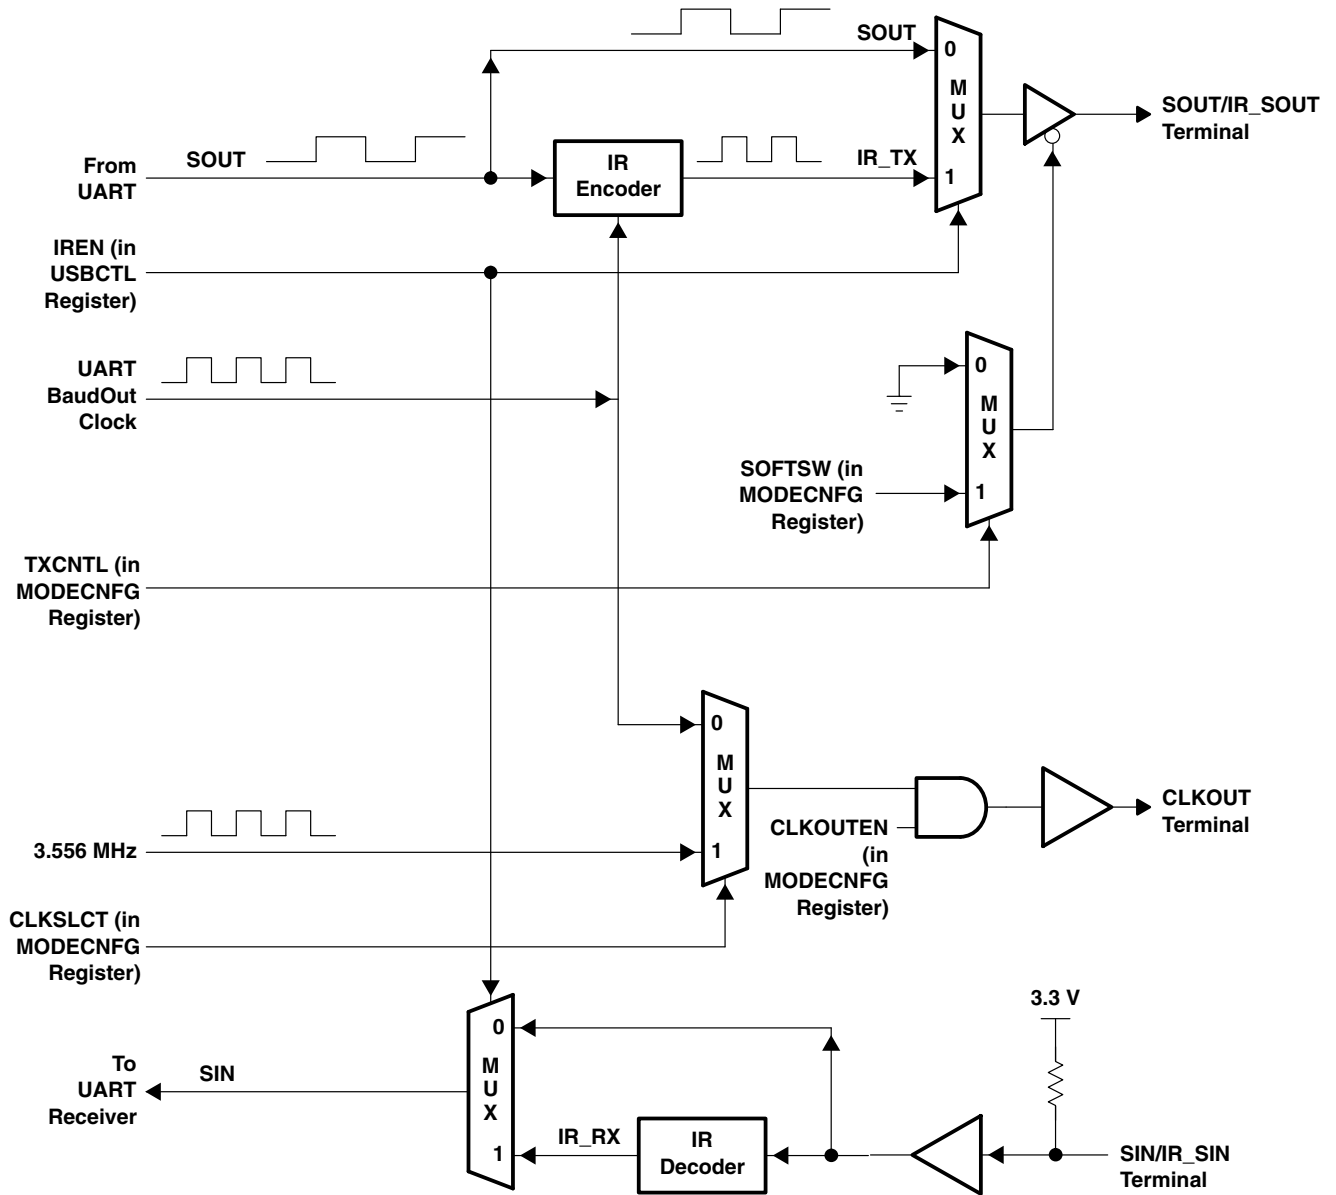 SOUT
0
M
U
X
1
SOUT/IR_SOUT
Terminal
From
UART
SOUT
IR
Encoder
IR_TX
IREN (in
USBCTL
Register)
UART
BaudOut
Clock
0
M
U
X
1
SOFTSW (in
MODECNFG
Register)
TXCNTL (in
MODECNFG
Register)
0
M
U
X
1
3.556 MHz
CLKOUTEN
(in
MODECNFG
Register)
CLKOUT
Terminal
CLKSLCT (in
MODECNFG
Register)
3.3 V
0
M
U
X
1
To
UART
Receiver
SIN
IR_RX
IR
Decoder
SIN/IR_SIN
Terminal